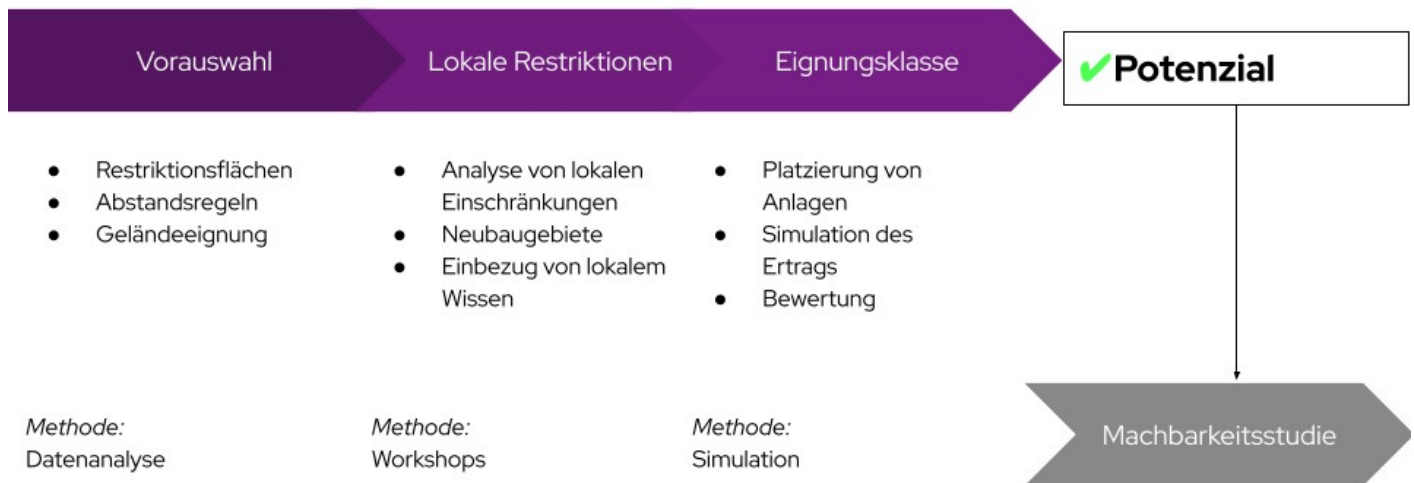 Vorauswahl
Lokale Restriktionen
Eignungsklasse
✔Potenzial
● Restriktionsflächen
● Abstandsregeln
● Geländeeignung
● Analyse von lokalen
Einschränkungen
● Neubaugebiete
● Einbezug von lokalem
Wissen
● Platzierung von
Anlagen
● Simulation des
Ertrags
● Bewertung
Methode:
Datenanalyse
Methode:
Workshops
Methode:
Simulation
Machbarkeitsstudie